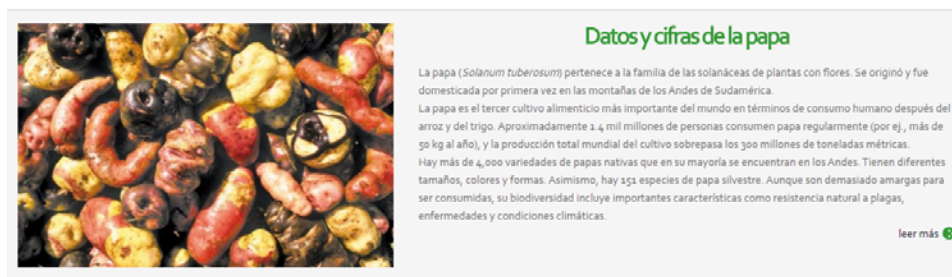 Datos y cifras de la papa
La papa (Solanum tuberosum) pertenece a la familia de las solanáceas de plantas con flores. Se originó y fue
domesticada por primera vez en las montañas de los Andes de Sudamérica.
La papa es el tercer cultivo alimenticio más importante del mundo en términos de consumo humano después del
arroz y del trigo. Aproximadamente 1.4 mil millones de personas consumen papa regularmente (por ej., más de
50 kg al año), y la producción total mundial del cultivo sobrepasa los 300 millones de toneladas métricas.
Hay más de 4,000 variedades de papas nativas que en su mayoría se encuentran en los Andes. Tienen diferentes
tamaños, colores y formas. Asimismo, hay 151 especies de papa silvestre. Aunque son demasiado amargas para
ser consumidas, su biodiversidad incluye importantes características como resistencia natural a plagas,
enfermedades y condiciones climáticas.
leer más